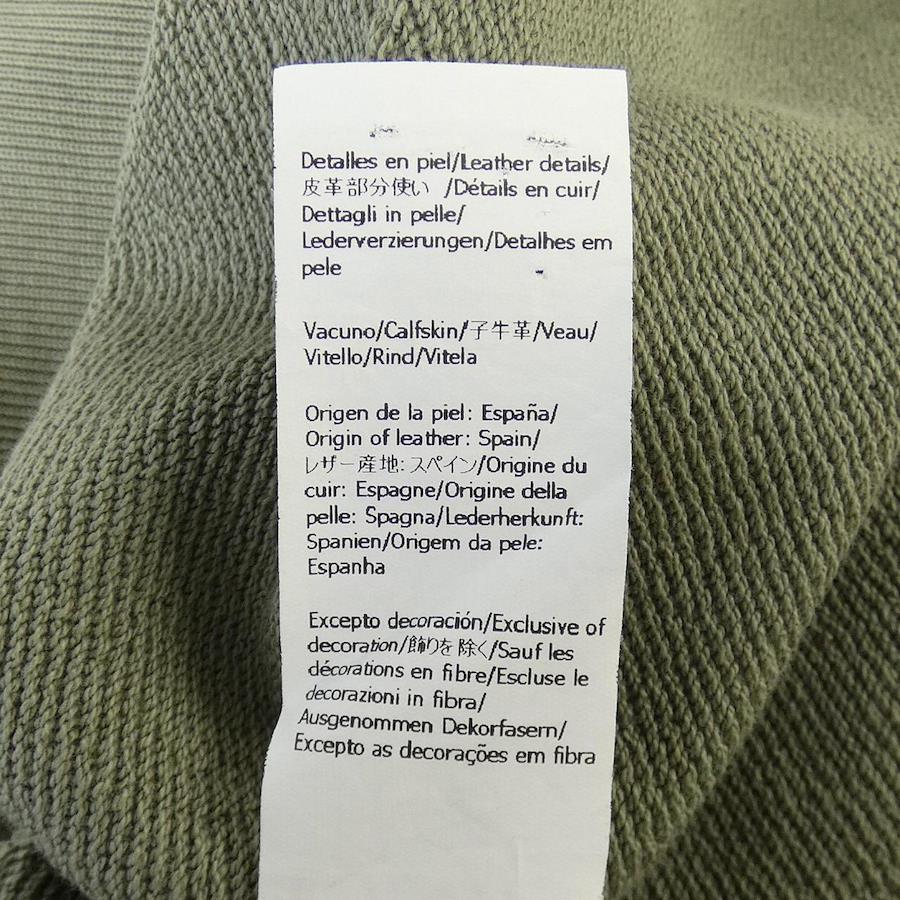 Detalles en piel/Leather details/
皮革部分使い /Détails en cuir/
Dettagli in pelle/
Lederverzierungen/Detalhes em
pele
Vacuno/Calfskin/子牛革/Veau/
Vitello/Rind/Vitela
Origen de la piel: España/
Origin of leather: Spain/
レザー産地:スペイン/Origine du
cuir: Espagne/Origine della
pelle: Spagna/Lederherkunft:
Spanien/Origem da pele:
Espanha
Excepto decoración/Exclusive of
decoration/飾りを除く/Sauf les
décorations en fibre/Escluse le
decorazioni in fibra/
Ausgenommen Dekorfasern/
Excepto as decorações em fibra